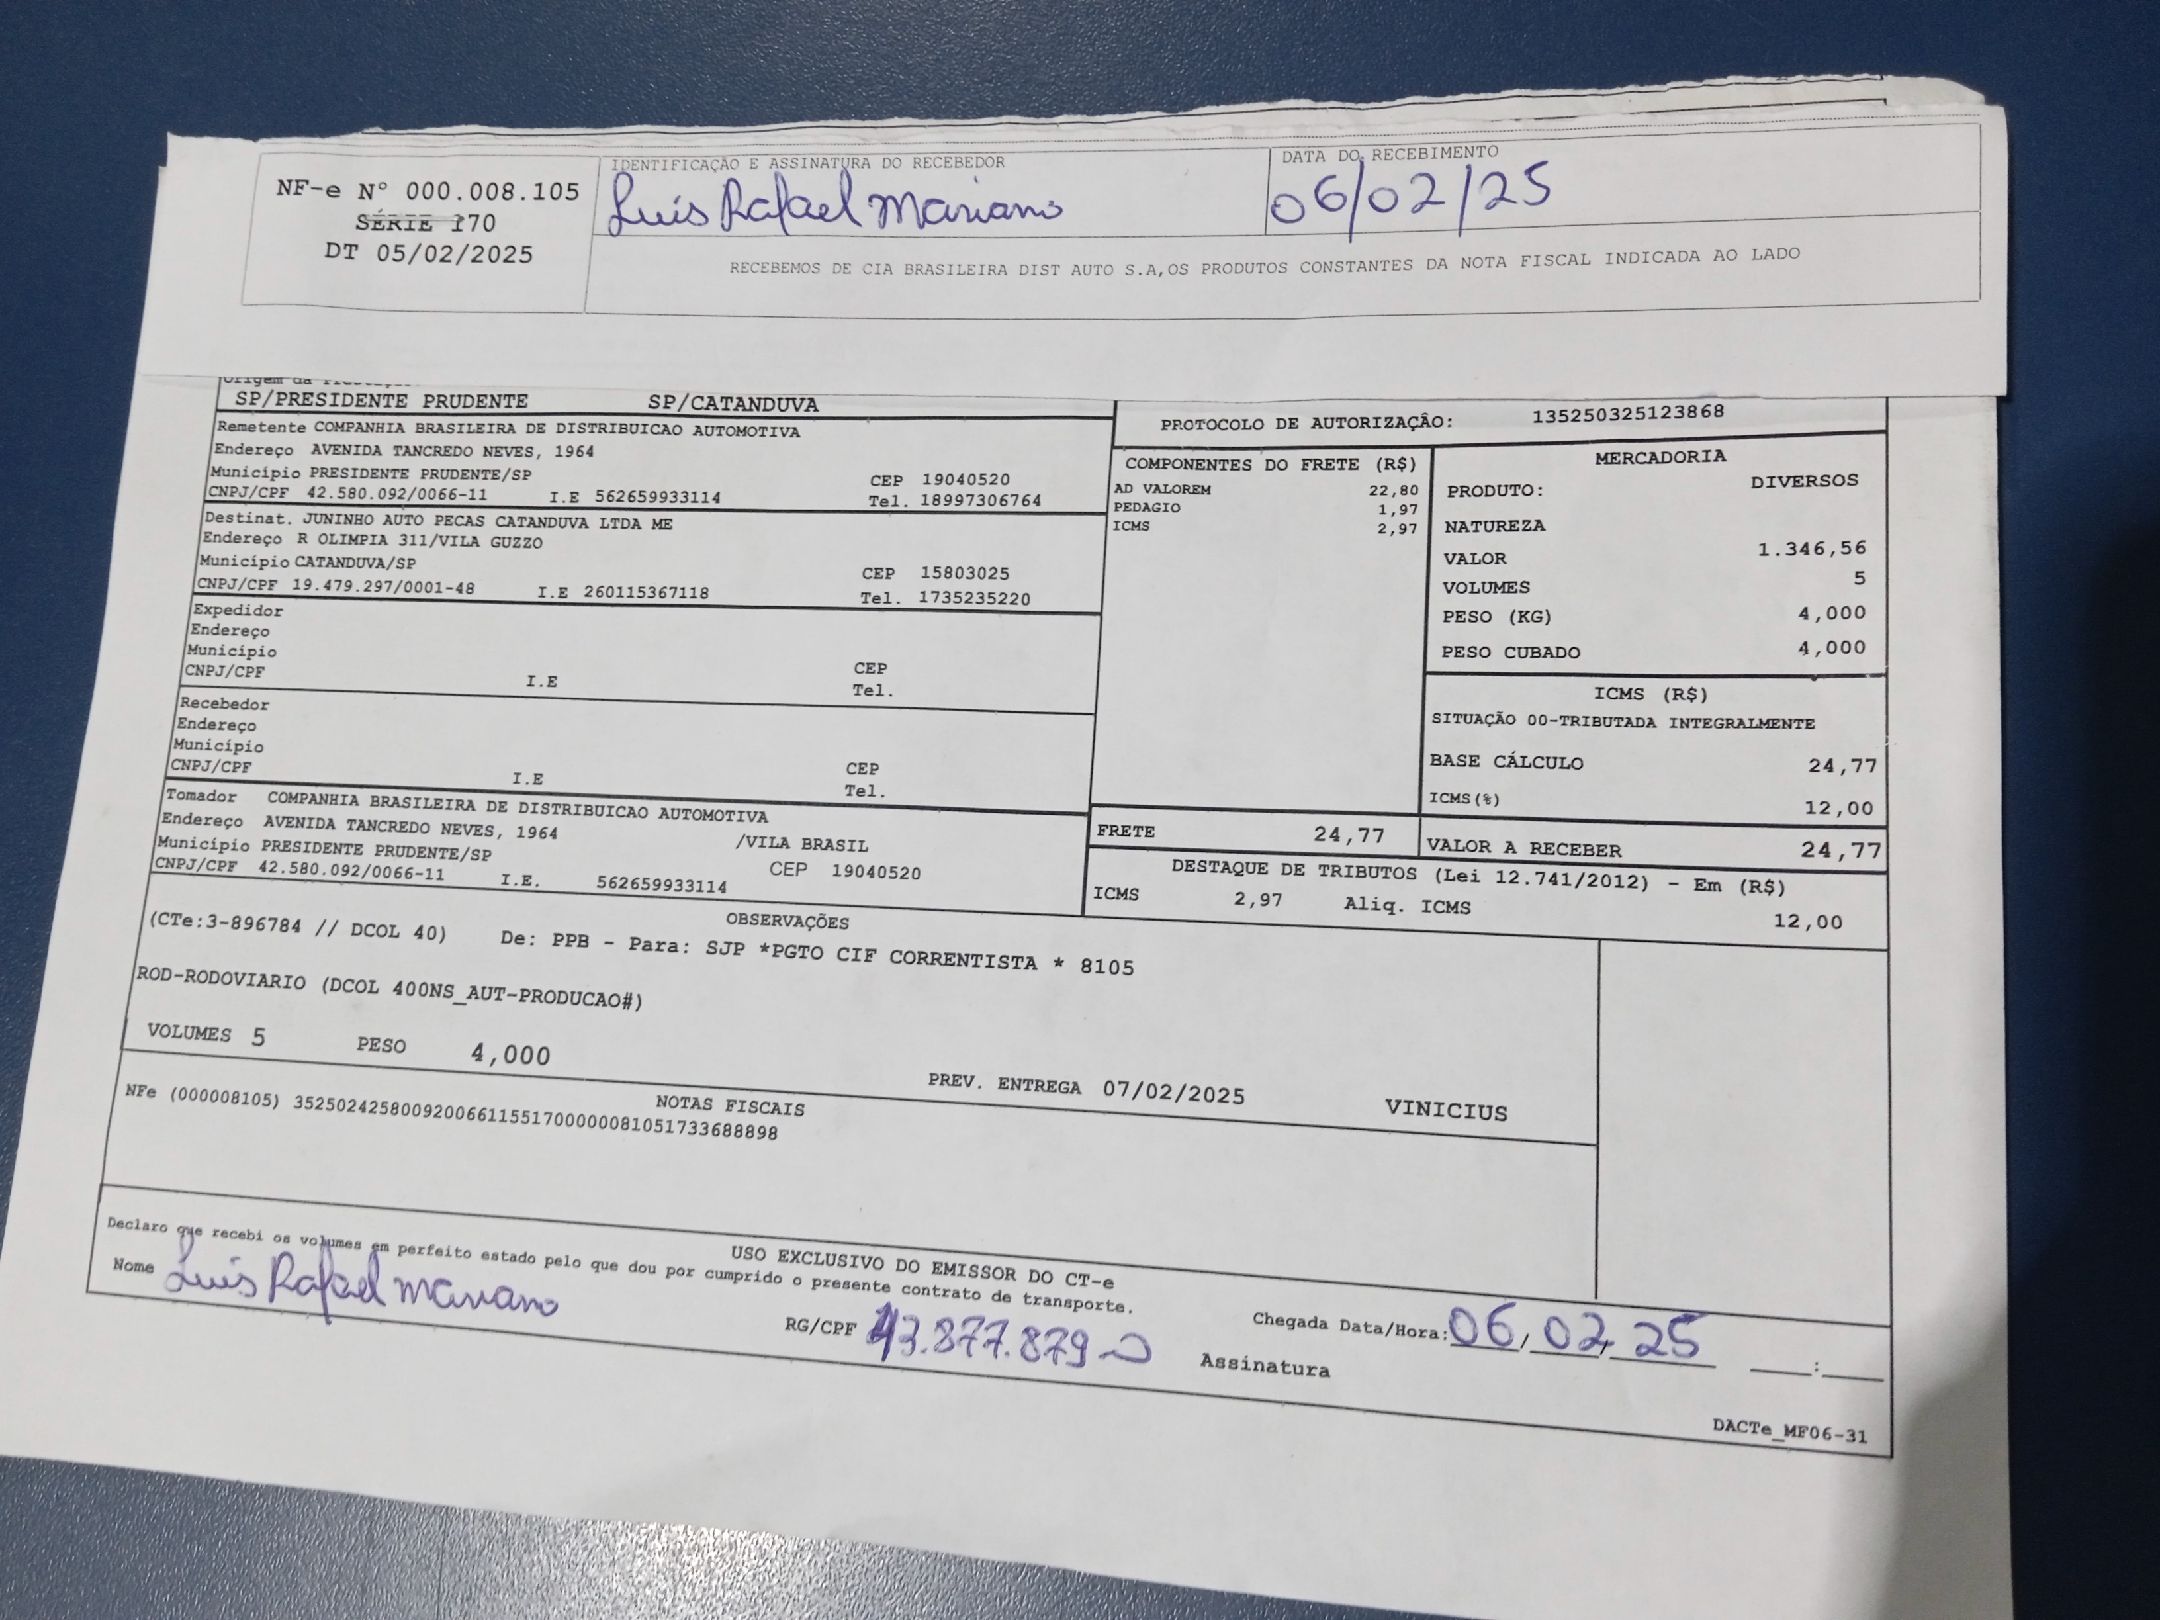 NF-e Nº 000.008.105
SÉRIE 170
DT 05/02/2025
IDENTIFICAÇÃO E ASSINATURA DO RECEBEDOR
Luis Rafael Mariano
DATA DO RECEBIMENTO
06/02/25
RECEBEMOS DE CIA BRASILEIRA DIST AUTO S.A,OS PRODUTOS CONSTANTES DA NOTA FISCAL INDICADA AO LADO
Origem da
SP/PRESIDENTE PRUDENTE SP/CATANDUVA
Remetente COMPANHIA BRASILEIRA DE DISTRIBUICAO AUTOMOTIVA
Endereço AVENIDA TANCREDO NEVES, 1964
Município PRESIDENTE PRUDENTE/SP CEP 19040520
CNPJ/CPF 42.580.092/0066-11 I.E 562659933114 Tel. 18997306764
Destinat. JUNINHO AUTO PECAS CATANDUVA LTDA ME
Endereço R OLIMPIA 311/VILA GUZZO
Município CATANDUVA/SP CEP 15803025
CNPJ/CPF 19.479.297/0001-48 I.E 260115367118 Tel. 1735235220
Expedidor
Endereço
Município CEP
CNPJ/CPF I.E Tel.
Recebedor
Endereço
Município CEP
CNPJ/CPF I.E Tel.
Tomador COMPANHIA BRASILEIRA DE DISTRIBUICAO AUTOMOTIVA
Endereço AVENIDA TANCREDO NEVES, 1964 /VILA BRASIL
Município PRESIDENTE PRUDENTE/SP CEP 19040520
CNPJ/CPF 42.580.092/0066-11 I.E. 562659933114
PROTOCOLO DE AUTORIZAÇÃO: 135250325123868
COMPONENTES DO FRETE (R$)
AD VALOREM 22,80
PEDAGIO 1,97
ICMS 2,97
MERCADORIA
PRODUTO: DIVERSOS
NATUREZA
VALOR 1.346,56
VOLUMES 5
PESO (KG) 4,000
PESO CUBADO 4,000
ICMS (R$)
SITUAÇÃO 00-TRIBUTADA INTEGRALMENTE
BASE CÁLCULO 24,77
ICMS(%) 12,00
FRETE 24,77 VALOR A RECEBER 24,77
DESTAQUE DE TRIBUTOS (Lei 12.741/2012) - Em (R$)
ICMS 2,97 Aliq. ICMS 12,00
OBSERVAÇÕES
(CTe:3-896784 // DCOL 40) De: PPB - Para: SJP *PGTO CIF CORRENTISTA * 8105
ROD-RODOVIARIO (DCOL 400NS_AUT-PRODUCAO#)
VOLUMES 5 PESO 4,000 PREV. ENTREGA 07/02/2025 VINICIUS
NOTAS FISCAIS
NFe (000008105) 35250242580092006611551700000081051733688898
USO EXCLUSIVO DO EMISSOR DO CT-e
Declaro que recebi os volumes em perfeito estado pelo que dou por cumprido o presente contrato de transporte.
Nome Luis Rafael Mariano
RG/CPF 43.877.879
Chegada Data/Hora: 06/02/25 :
Assinatura
DACTe_MF06-31